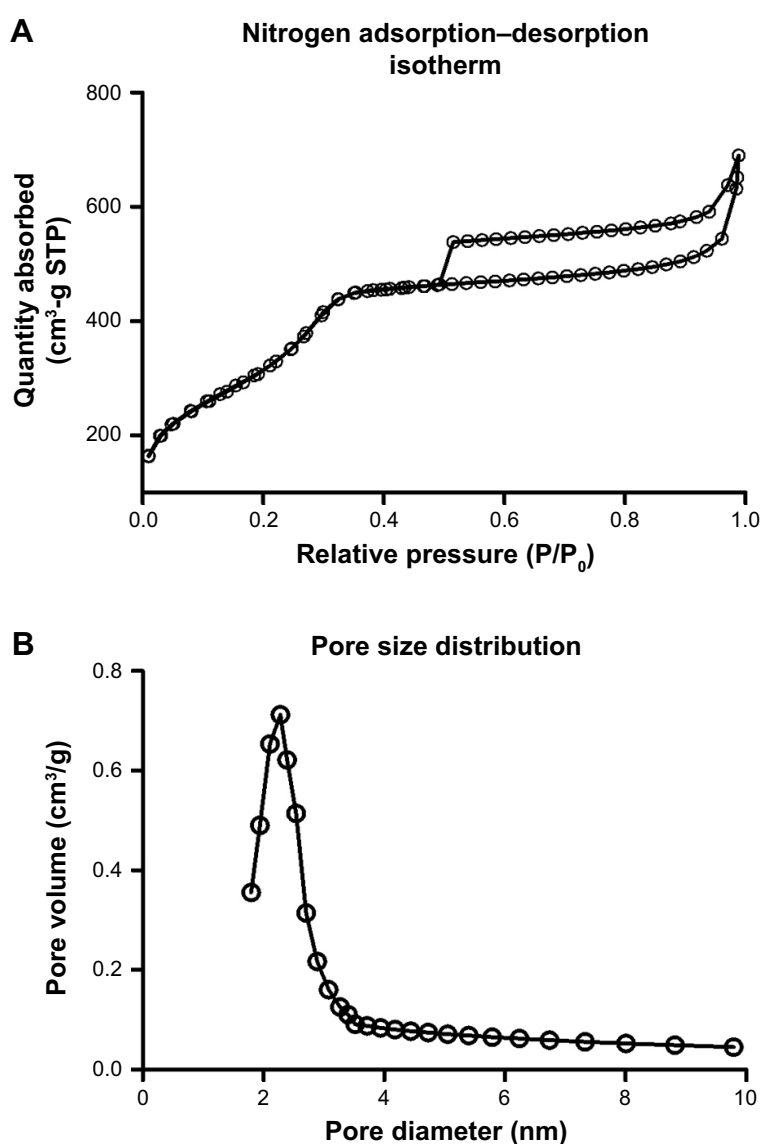 A
Nitrogen adsorption–desorption
isotherm
Quantity absorbed
(cm³-g STP)
800
600
400
200
0.0 0.2 0.4 0.6 0.8 1.0
Relative pressure (P/P₀)
B
Pore size distribution
Pore volume (cm³/g)
0.8
0.6
0.4
0.2
0.0
0 2 4 6 8 10
Pore diameter (nm)